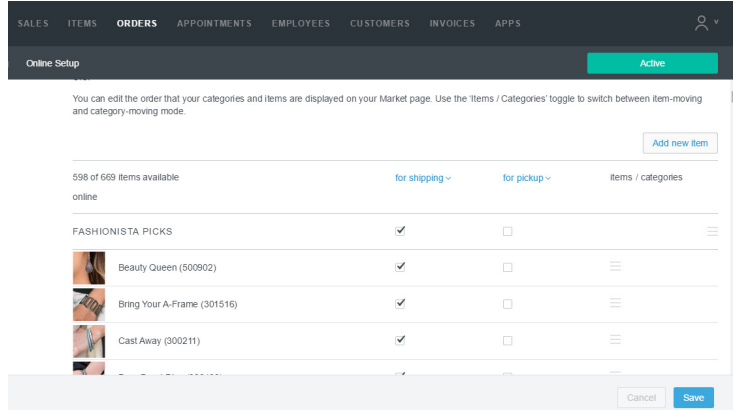 SALES ITEMS ORDERS APPOINTMENTS EMPLOYEES CUSTOMERS INVOICES APPS
Online Setup Active
You can edit the order that your categories and items are displayed on your Market page. Use the 'Items / Categories' toggle to switch between item-moving
and category-moving mode.
Add new item
598 of 669 items available for shipping for pickup items / categories
online
FASHIONISTA PICKS
Beauty Queen (500902)
Bring Your A-Frame (301516)
Cast Away (300211)
Cancel Save